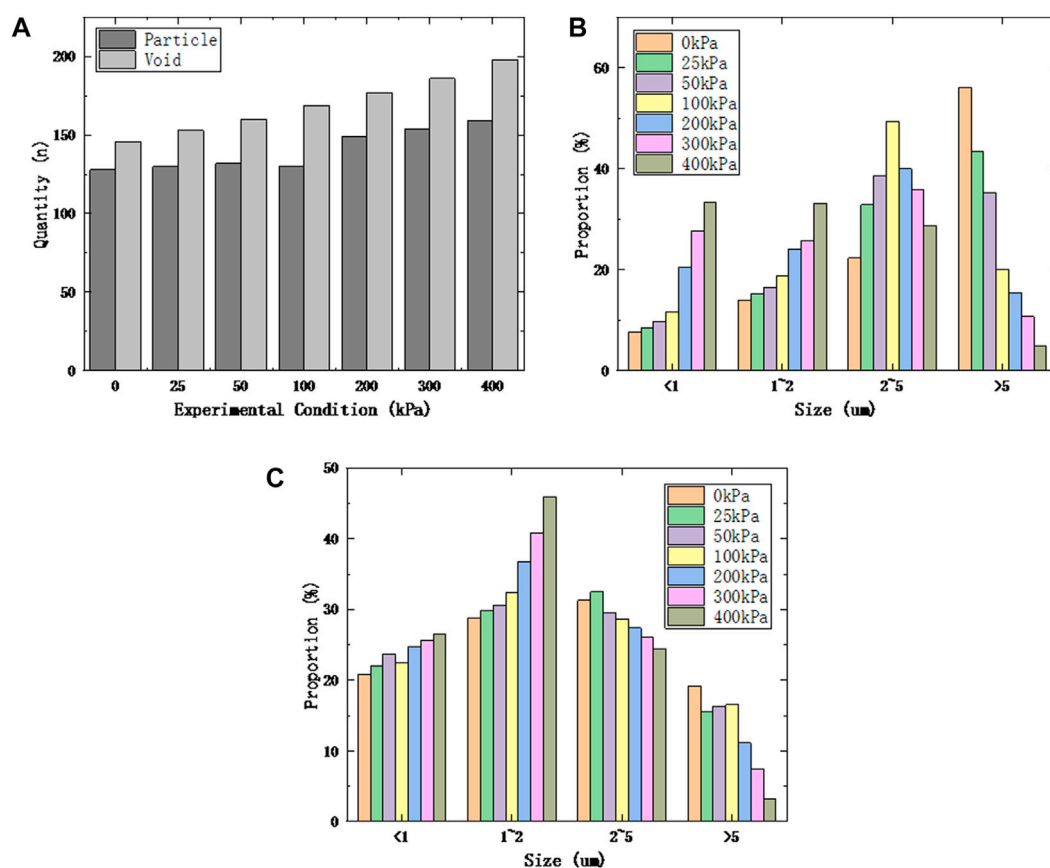 A
Particle
Void
200
150
100
50
0
Quantity (n)
0 25 50 100 200 300 400
Experimental Condition (kPa)
B
0kPa
25kPa
50kPa
100kPa
200kPa
300kPa
400kPa
60
40
20
0
Proportion (%)
<1 1~2 2~5 >5
Size (um)
C
0kPa
25kPa
50kPa
100kPa
200kPa
300kPa
400kPa
50
40
30
20
10
0
Proportion (%)
<1 1~2 2~5 >5
Size (um)